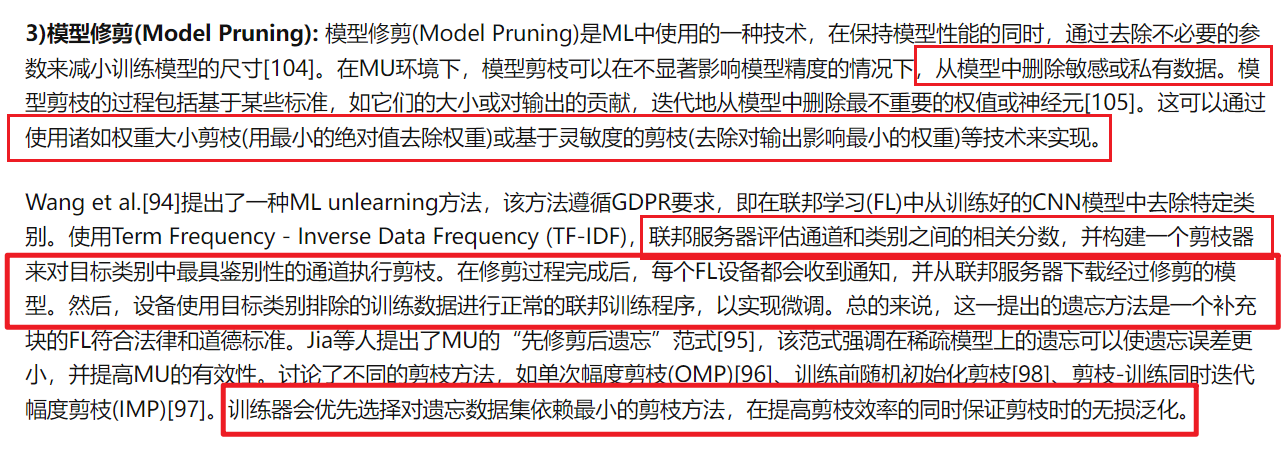 3)模型修剪(Model Pruning): 模型修剪(Model Pruning)是ML中使用的一种技术，在保持模型性能的同时，通过去除不必要的参
数来减小训练模型的尺寸[104]。在MU环境下，模型剪枝可以在不显著影响模型精度的情况下，从模型中删除敏感或私有数据。模
型剪枝的过程包括基于某些标准，如它们的大小或对输出的贡献，迭代地从模型中删除最不重要的权值或神经元[105]。这可以通过
使用诸如权重大小剪枝(用最小的绝对值去除权重)或基于灵敏度的剪枝(去除对输出影响最小的权重)等技术来实现。
Wang et al.[94]提出了一种ML unlearning方法，该方法遵循GDPR要求，即在联邦学习(FL)中从训练好的CNN模型中去除特定类
别。使用Term Frequency - Inverse Data Frequency (TF-IDF)，联邦服务器评估通道和类别之间的相关分数，并构建一个剪枝器
来对目标类别中最具鉴别性的通道执行剪枝。在修剪过程完成后，每个FL设备都会收到通知，并从联邦服务器下载经过修剪的模
型。然后，设备使用目标类别排除的训练数据进行正常的联邦训练程序，以实现微调。总的来说，这一提出的遗忘方法是一个补充
块的FL符合法律和道德标准。Jia等人提出了MU的“先修剪后遗忘”范式[95]，该范式强调在稀疏模型上的遗忘可以使遗忘误差更
小，并提高MU的有效性。讨论了不同的剪枝方法，如单次幅度剪枝(OMP)[96]、训练前随机初始化剪枝[98]、剪枝-训练同时迭代
幅度剪枝(IMP)[97]。训练器会优先选择对遗忘数据集依赖最小的剪枝方法，在提高剪枝效率的同时保证剪枝时的无损泛化。